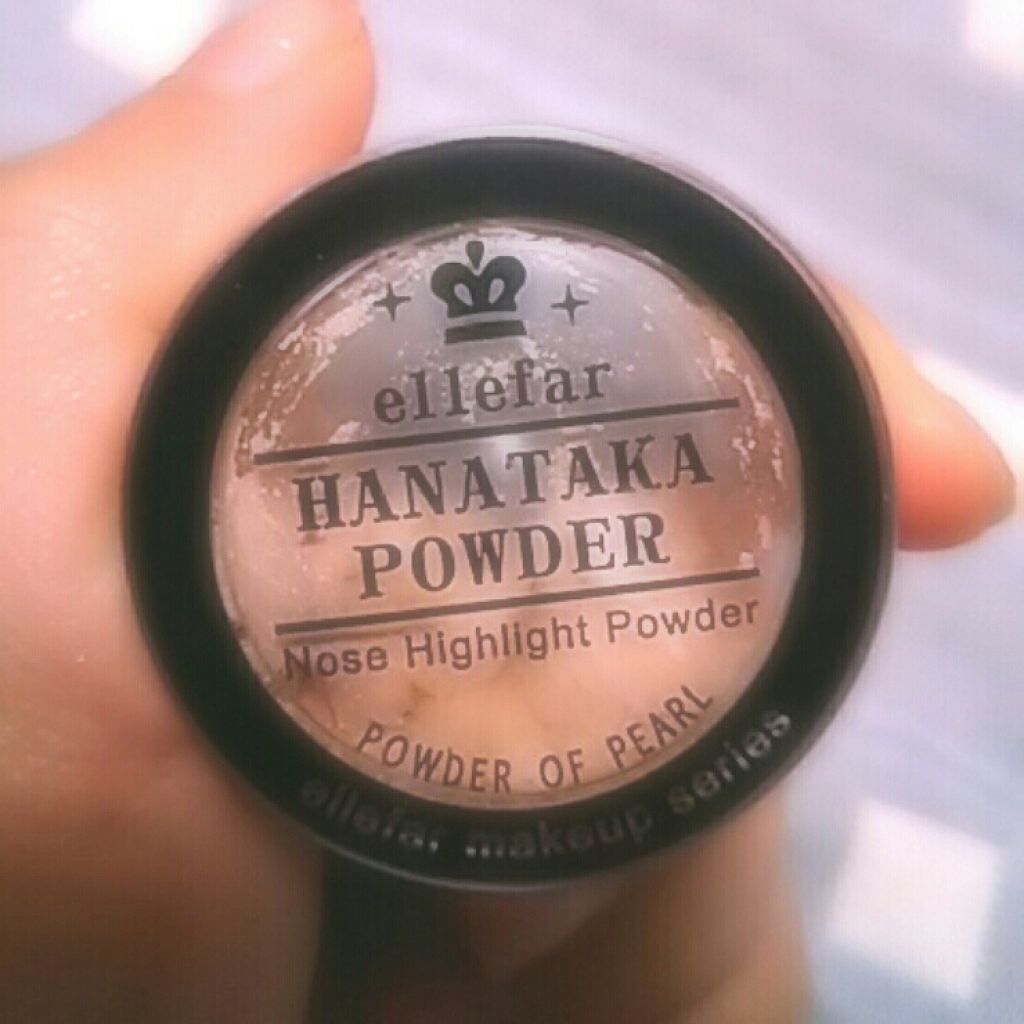 ellefar
HANATAKA
POWDER
Nose Highlight Powder
POWDER OF PEARL
ellefar makeup series